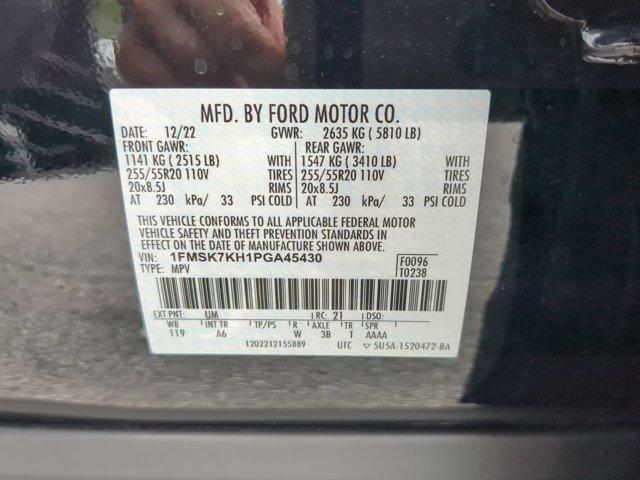 MFD. BY FORD MOTOR CO.
DATE: 12/22 GVWR: 2635 KG ( 5810 LB)
FRONT GAWR: REAR GAWR:
1141 KG ( 2515 LB) WITH 1547 KG ( 3410 LB) WITH
255/55R20 110V TIRES 255/55R20 110V TIRES
20x8.5J RIMS 20x8.5J RIMS
AT 230 kPa/ 33 PSI COLD AT 230 kPa/ 33 PSI COLD
THIS VEHICLE CONFORMS TO ALL APPLICABLE FEDERAL MOTOR
VEHICLE SAFETY AND THEFT PREVENTION STANDARDS IN
EFFECT ON THE DATE OF MANUFACTURE SHOWN ABOVE.
VIN: 1FMSK7KH1PGA45430 F0096
TYPE: MPV T0238
EXT PNT: UM RC: 21 DSO:
WB INT TR TP/PS R AXLE TR SPR
119 A6 W 3B T AAAA
1202212155889 UTC ▽ 5U5A-1520472-BA